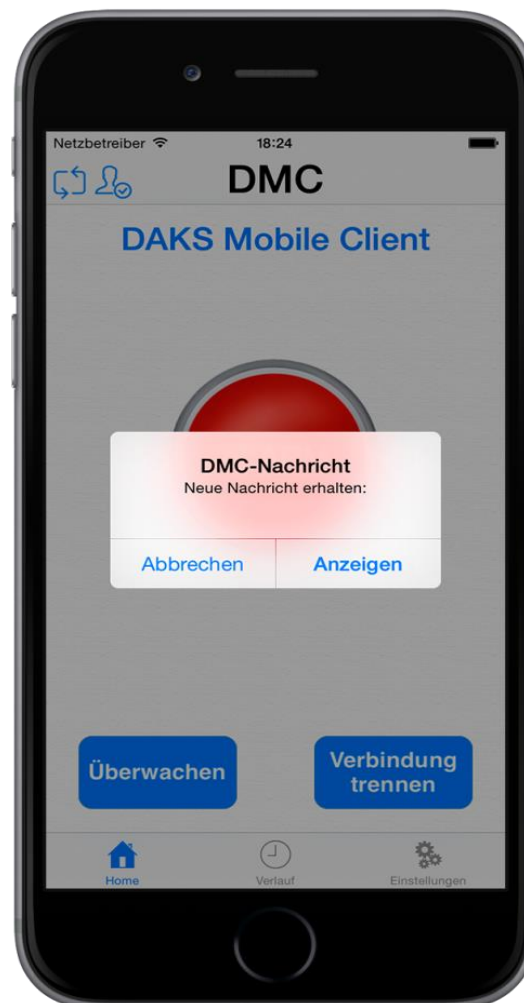 Netzbetreiber 18:24
DMC
DAKS Mobile Client
DMC-Nachricht
Neue Nachricht erhalten:
Abbrechen Anzeigen
Überwachen
Verbindung
trennen
Home Verlauf Einstellungen